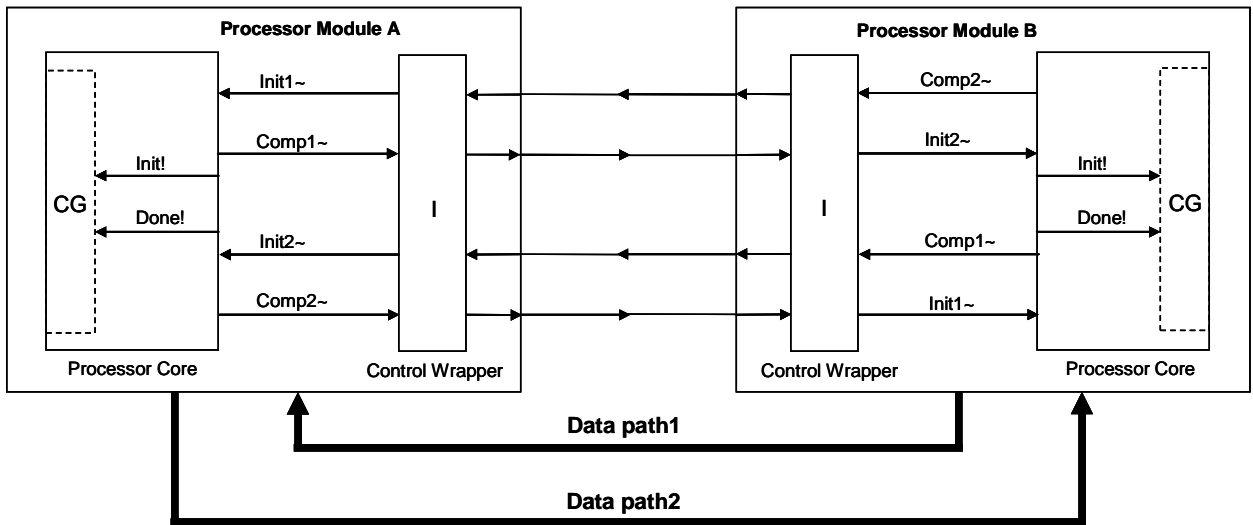 Processor Module A
Processor Module B
Init1~
Comp2~
Comp1~
Init2~
Init!
Init!
CG
I
I
CG
Done!
Done!
Init2~
Comp1~
Comp2~
Init1~
Processor Core
Control Wrapper
Control Wrapper
Processor Core
Data path1
Data path2